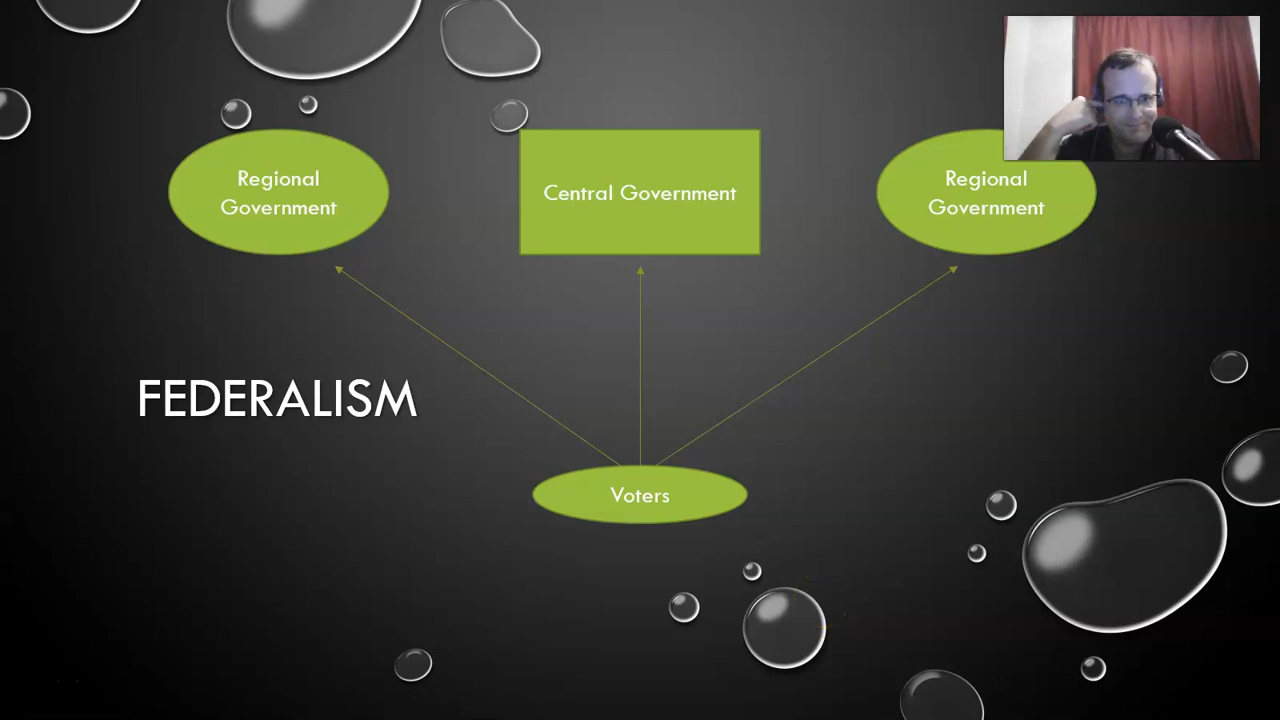 Regional
Government
Central Government
Regional
Government
FEDERALISM
Voters